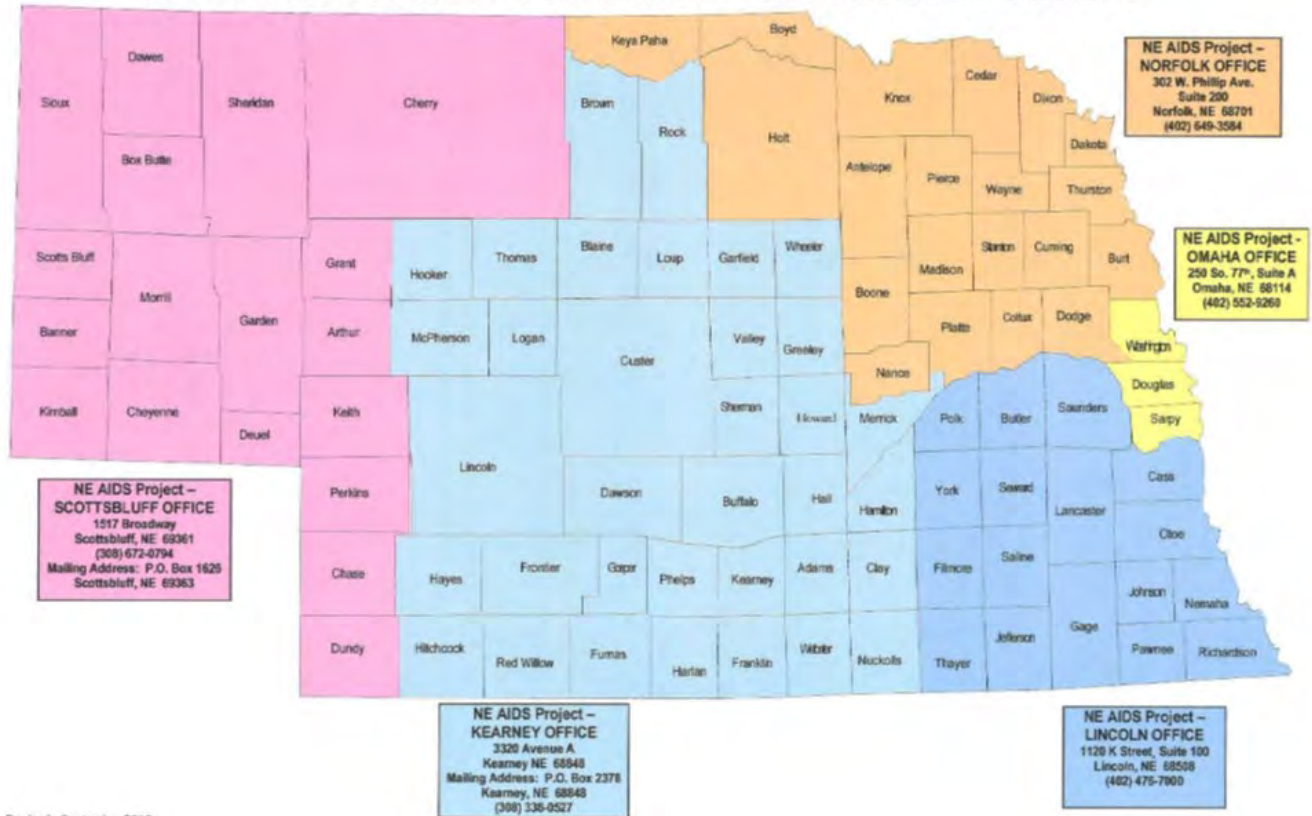 Keya Paha
Boyd
Dawes
Sioux
Sheridan
Cherry
Brown
Rock
Holt
Knox
Cedar
Dixon
Dakota
Box Butte
Antelope
Pierce
Wayne
Thurston
Scotts Bluff
Morrill
Garden
Grant
Hooker
Thomas
Blaine
Loup
Garfield
Wheeler
Madison
Stanton
Cuming
Burt
Banner
Arthur
McPherson
Logan
Custer
Valley
Greeley
Boone
Platte
Colfax
Dodge
Washington
Nance
Douglas
Sarpy
Kimball
Cheyenne
Deuel
Keith
Sherman
Howard
Merrick
Polk
Butler
Saunders
Lincoln
Perkins
Dawson
Buffalo
Hall
Hamilton
York
Seward
Lancaster
Cass
Otoe
Chase
Hayes
Frontier
Gosper
Phelps
Kearney
Adams
Clay
Fillmore
Saline
Johnson
Nemaha
Gage
Dundy
Hitchcock
Red Willow
Furnas
Harlan
Franklin
Webster
Nuckolls
Thayer
Jefferson
Pawnee
Richardson
NE AIDS Project –
NORFOLK OFFICE
302 W. Phillip Ave.
Suite 200
Norfolk, NE 68701
(402) 649-3584
NE AIDS Project -
OMAHA OFFICE
250 So. 77th, Suite A
Omaha, NE 68114
(402) 552-9260
NE AIDS Project –
SCOTTSBLUFF OFFICE
1517 Broadway
Scottsbluff, NE 69361
(308) 672-0794
Mailing Address: P.O. Box 1625
Scottsbluff, NE 69363
NE AIDS Project –
KEARNEY OFFICE
3320 Avenue A
Kearney NE 68848
Mailing Address: P.O. Box 2378
Kearney, NE 68848
(308) 338-0527
NE AIDS Project –
LINCOLN OFFICE
1120 K Street, Suite 100
Lincoln, NE 68508
(402) 476-7000